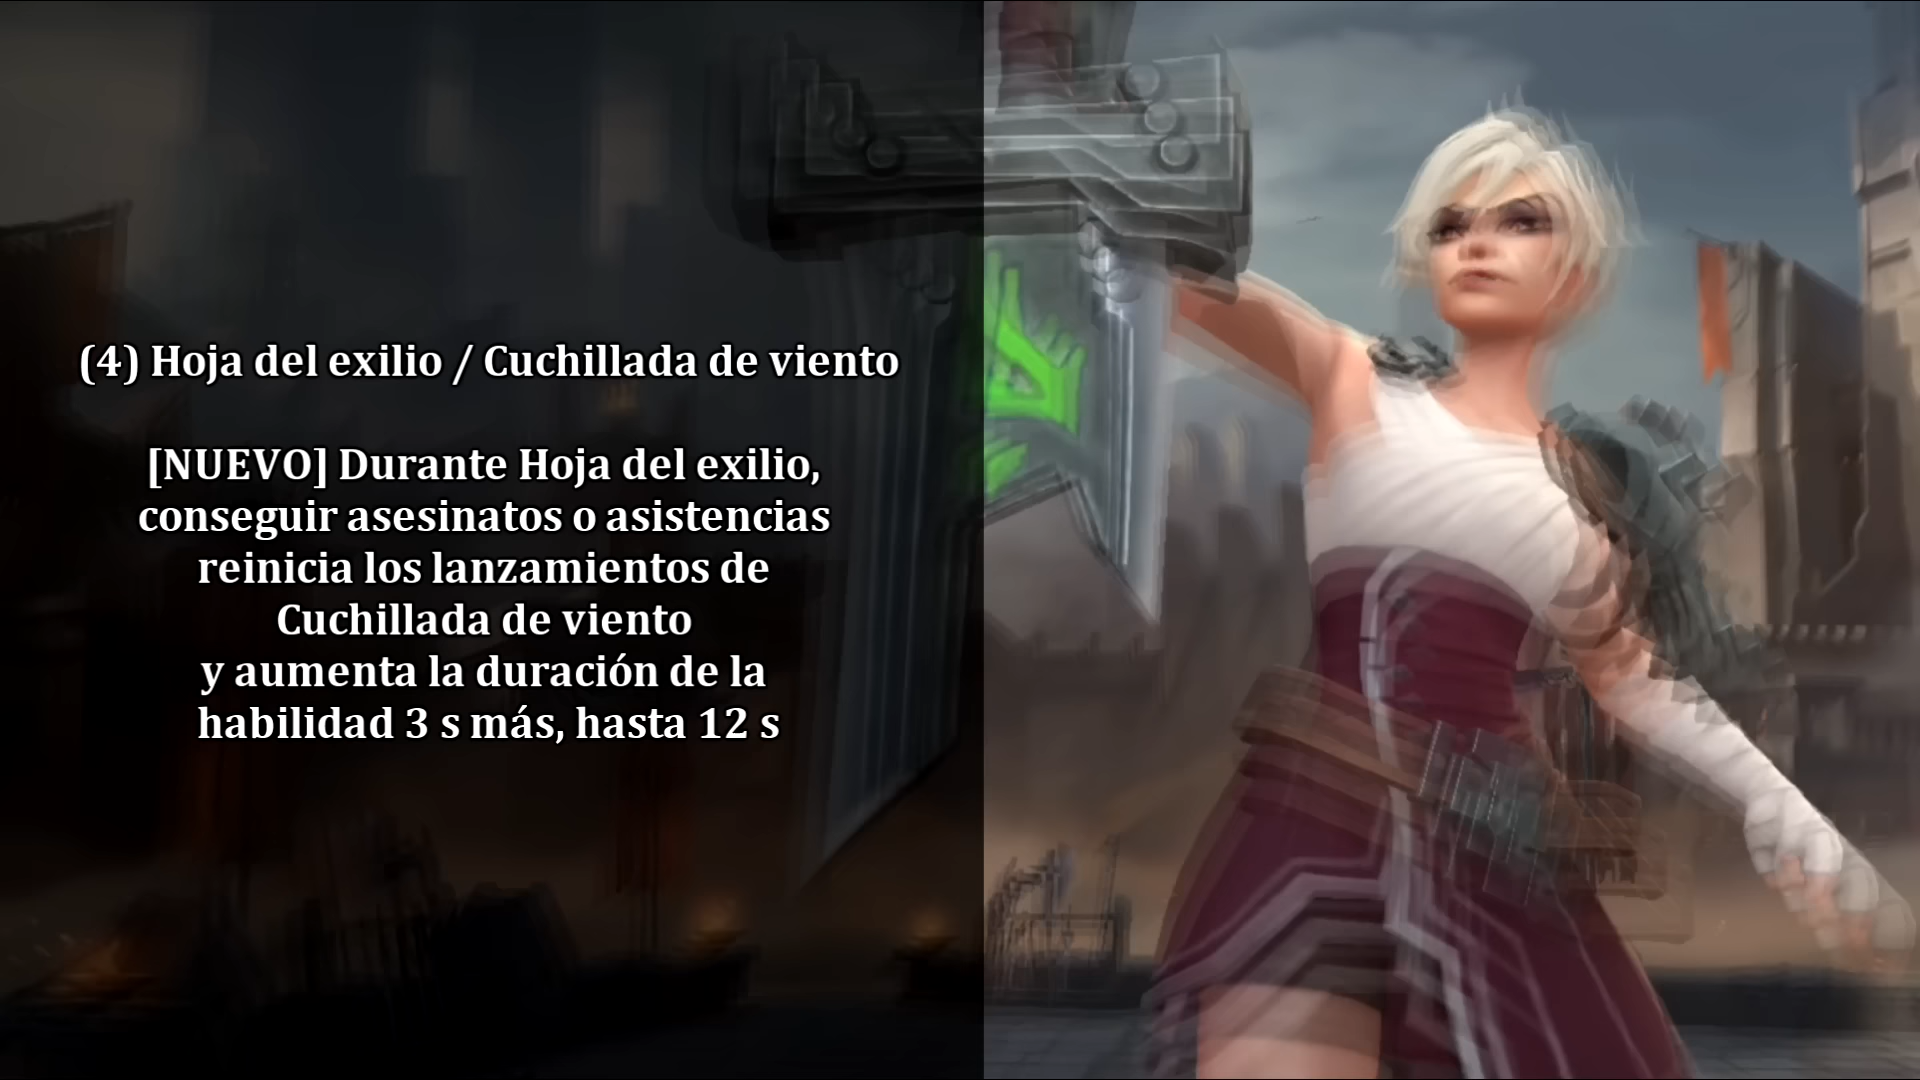 (4) Hoja del exilio / Cuchillada de viento
[NUEVO] Durante Hoja del exilio,
conseguir asesinatos o asistencias
reinicia los lanzamientos de
Cuchillada de viento
y aumenta la duración de la
habilidad 3 s más, hasta 12 s